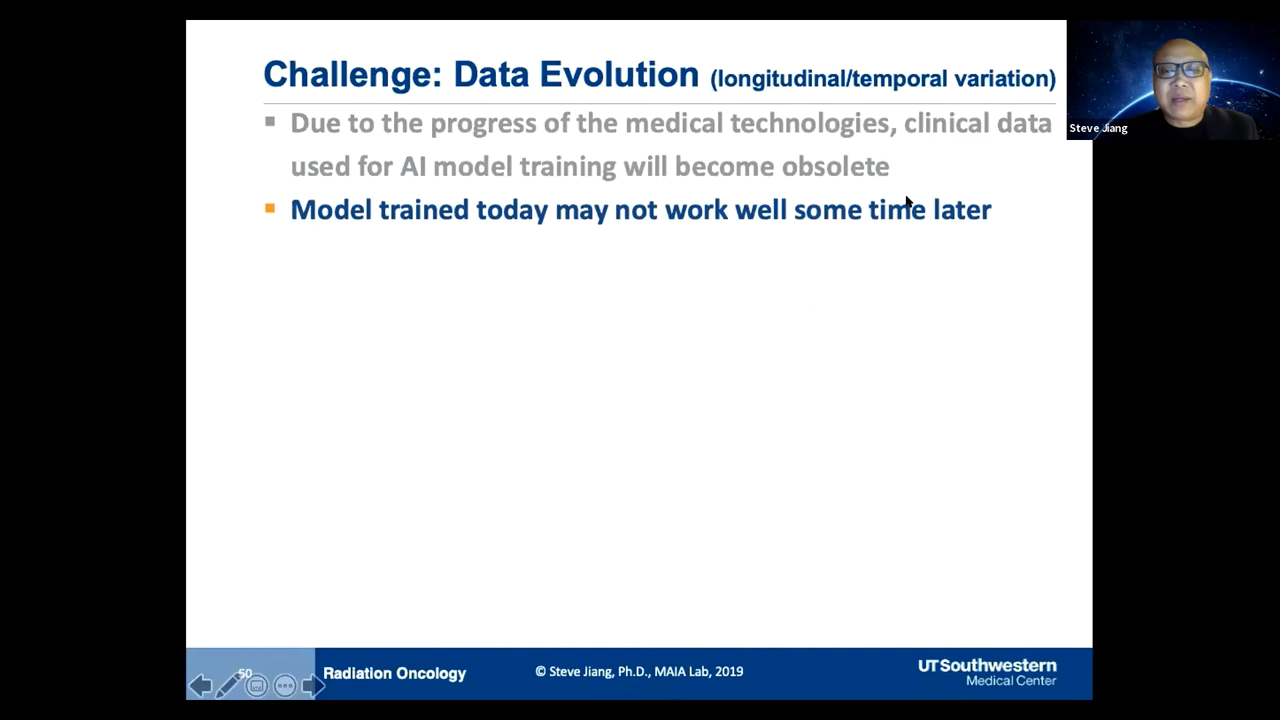 Challenge: Data Evolution (longitudinal/temporal variation)
Due to the progress of the medical technologies, clinical data
used for AI model training will become obsolete
Model trained today may not work well some time later
Steve Jiang
50
Radiation Oncology
© Steve Jiang, Ph.D., MAIA Lab, 2019
UTSouthwestern
Medical Center